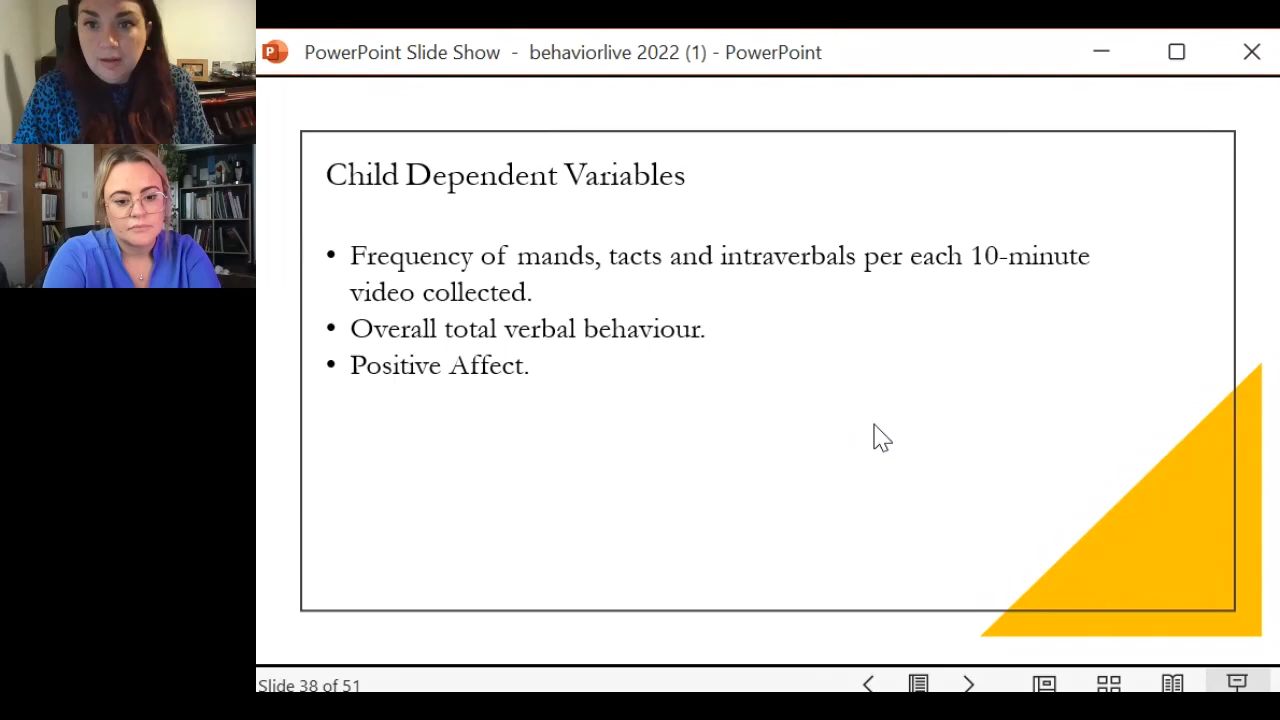 PowerPoint Slide Show - behaviorlive 2022 (1) - PowerPoint
Child Dependent Variables
• Frequency of mands, tacts and intraverbals per each 10-minute
video collected.
• Overall total verbal behaviour.
• Positive Affect.
Slide 38 of 51